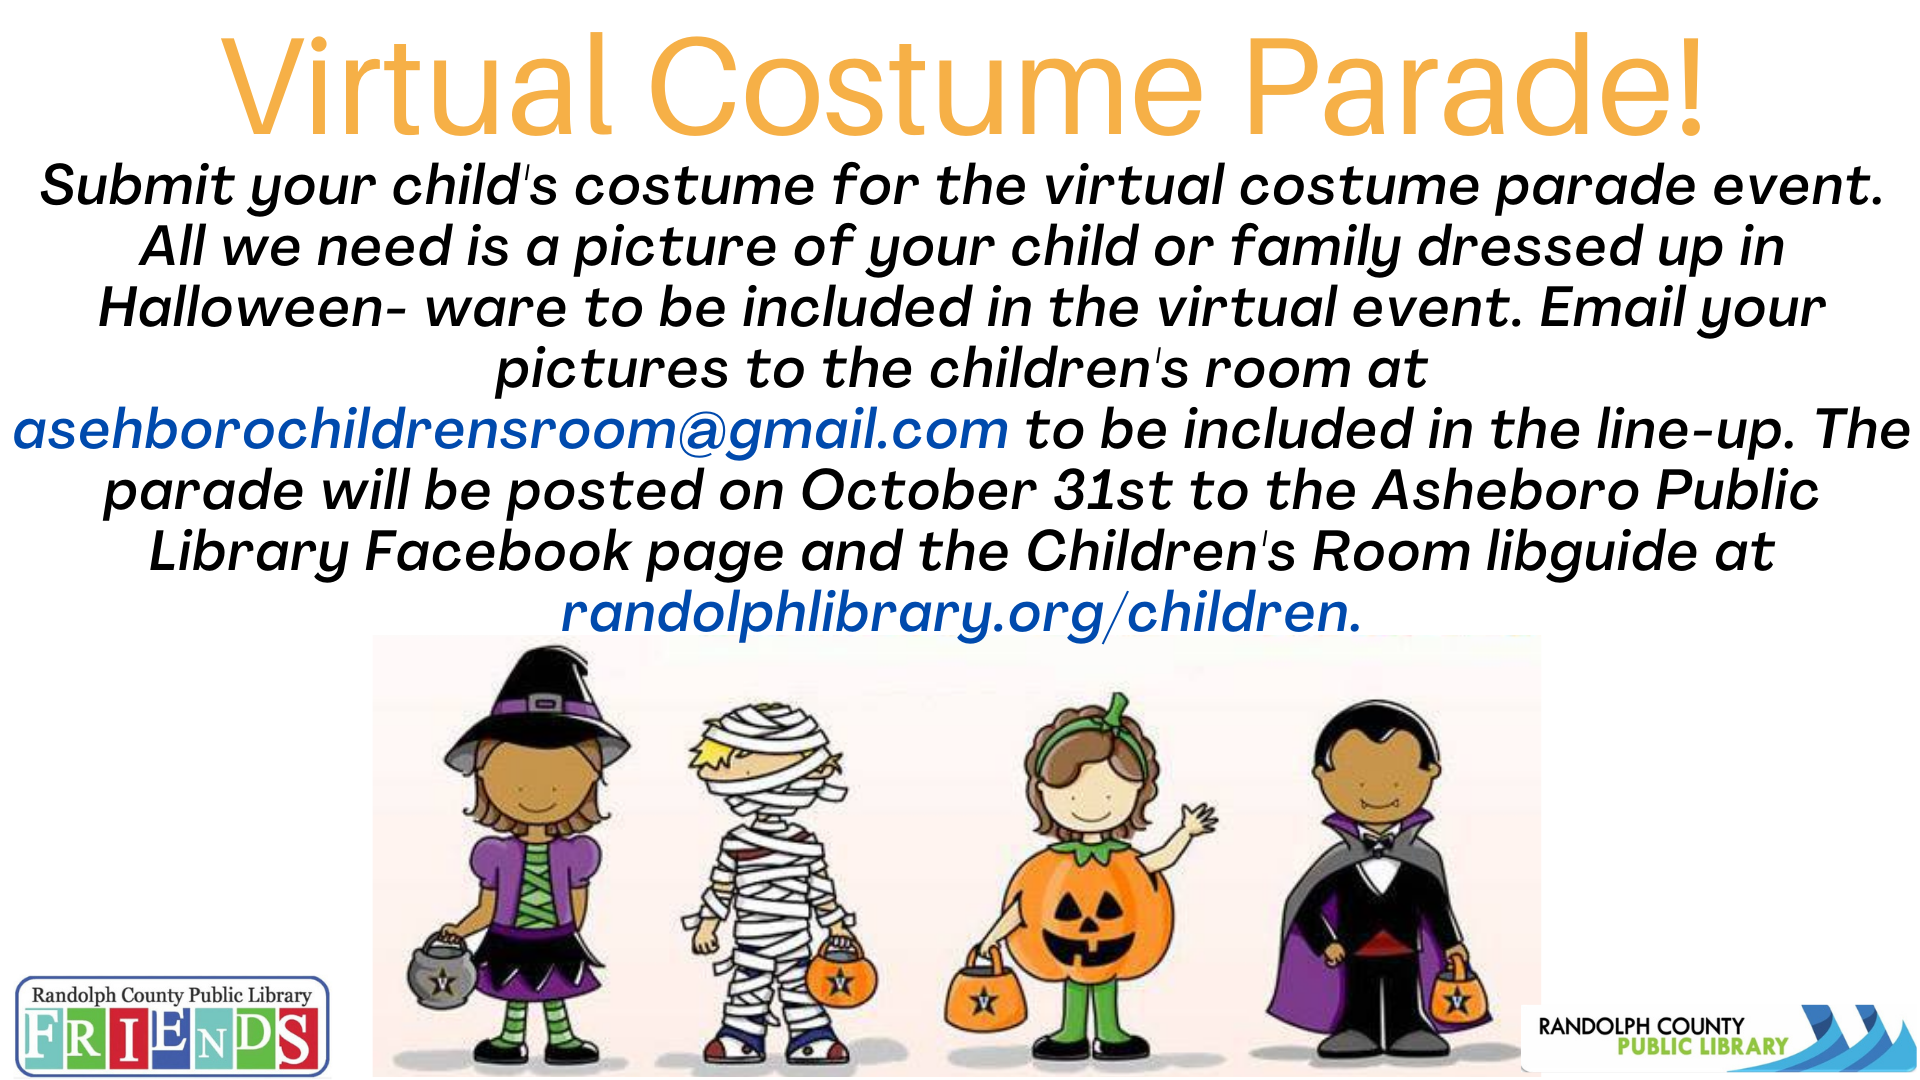 Virtual Costume Parade!
Submit your child's costume for the virtual costume parade event.
All we need is a picture of your child or family dressed up in
Halloween- ware to be included in the virtual event. Email your
pictures to the children's room at
asehborochildrensroom@gmail.com to be included in the line-up. The
parade will be posted on October 31st to the Asheboro Public
Library Facebook page and the Children's Room libguide at
randolphlibrary.org/children.
V
V
V
V
Randolph County Public Library
FRIENDS
RANDOLPH COUNTY
PUBLIC LIBRARY